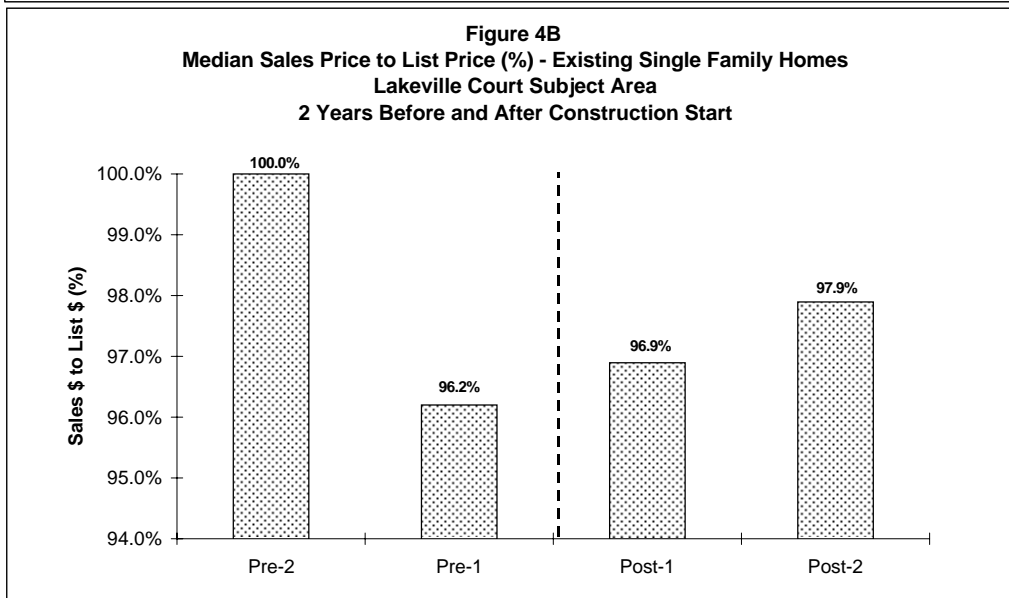 Figure 4B
Median Sales Price to List Price (%) - Existing Single Family Homes
Lakeville Court Subject Area
2 Years Before and After Construction Start
Sales $ to List $ (%)
100.0%
99.0%
98.0%
97.0%
96.0%
95.0%
94.0%
100.0%
96.2%
96.9%
97.9%
Pre-2
Pre-1
Post-1
Post-2